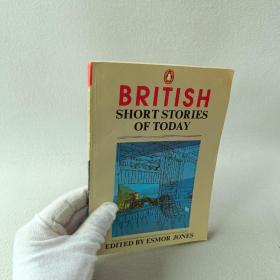 BRITISH
SHORT STORIES
OF TODAY
EDITED BY ESMOR JONES